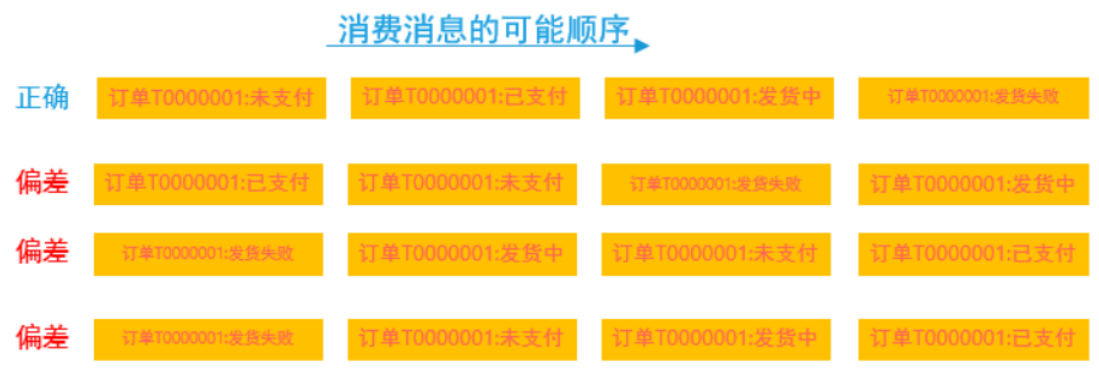 消费消息的可能顺序
正确 订单T0000001:未支付 订单T0000001:已支付 订单T0000001:发货中 订单T0000001:发货失败
偏差 订单T0000001:已支付 订单T0000001:未支付 订单T0000001:发货失败 订单T0000001:发货中
偏差 订单T0000001:发货失败 订单T0000001:发货中 订单T0000001:未支付 订单T0000001:已支付
偏差 订单T0000001:发货失败 订单T0000001:未支付 订单T0000001:发货中 订单T0000001:已支付